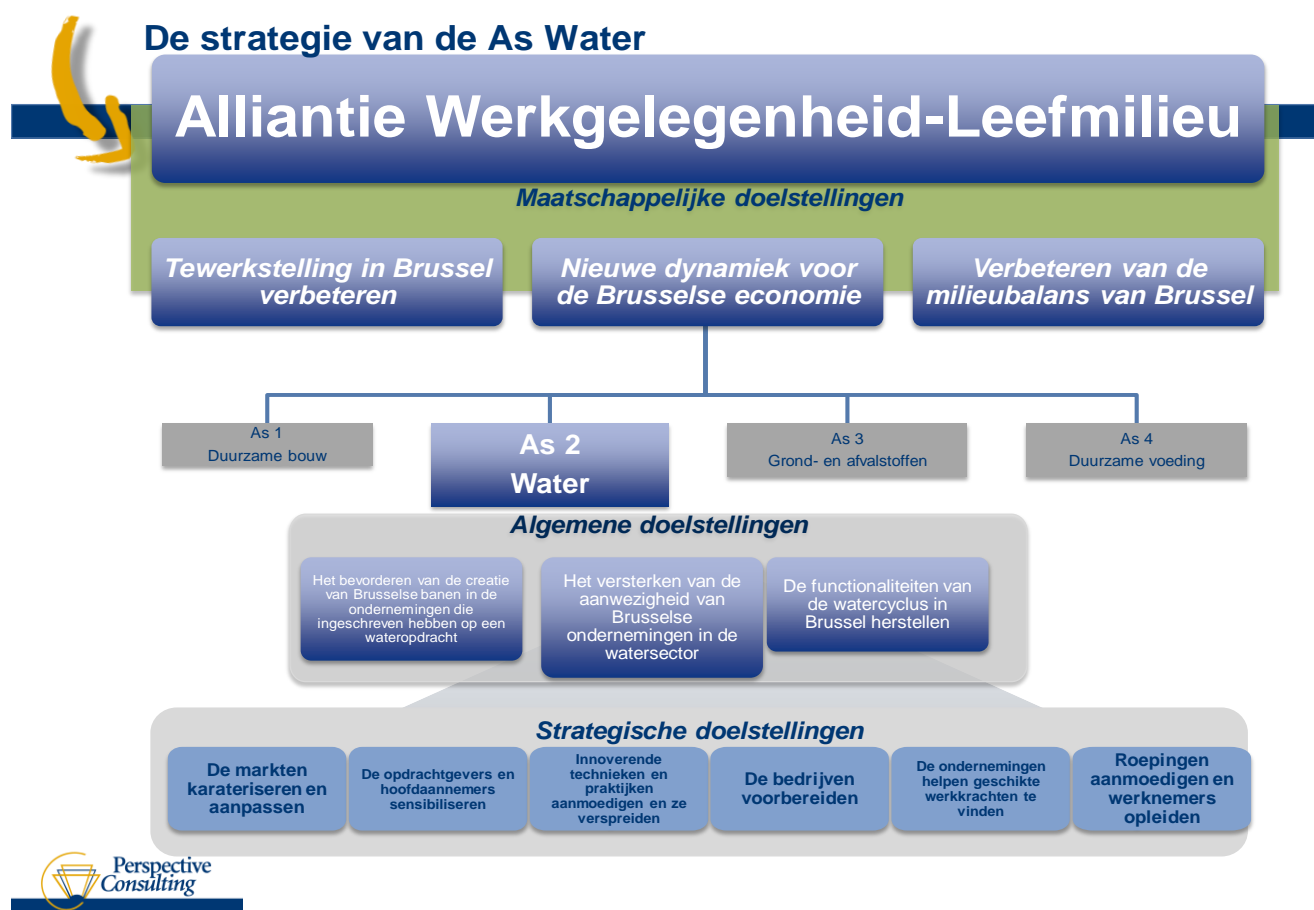 De strategie van de As Water
Alliantie Werkgelegenheid-Leefmilieu
Maatschappelijke doelstellingen
Tewerkstelling in Brussel
verbeteren
Nieuwe dynamiek voor
de Brusselse economie
Verbeteren van de
milieubalans van Brussel
As 1
Duurzame bouw
As 2
Water
As 3
Grond- en afvalstoffen
As 4
Duurzame voeding
Algemene doelstellingen
Het bevorderen van de creatie
van Brusselse banen in de
ondernemingen die
ingeschreven hebben op een
wateropdracht
Het versterken van de
aanwezigheid van
Brusselse
ondernemingen in de
watersector
De functionaliteiten van
de watercyclus in
Brussel herstellen
Strategische doelstellingen
De markten
karateriseren en
aanpassen
De opdrachtgevers en
hoofdaannemers
sensibiliseren
Innoverende
technieken en
praktijken
aanmoedigen en ze
verspreiden
De bedrijven
voorbereiden
De ondernemingen
helpen geschikte
werkkrachten te
vinden
Roepingen
aanmoedigen en
werknemers
opleiden
Perspective
Consulting